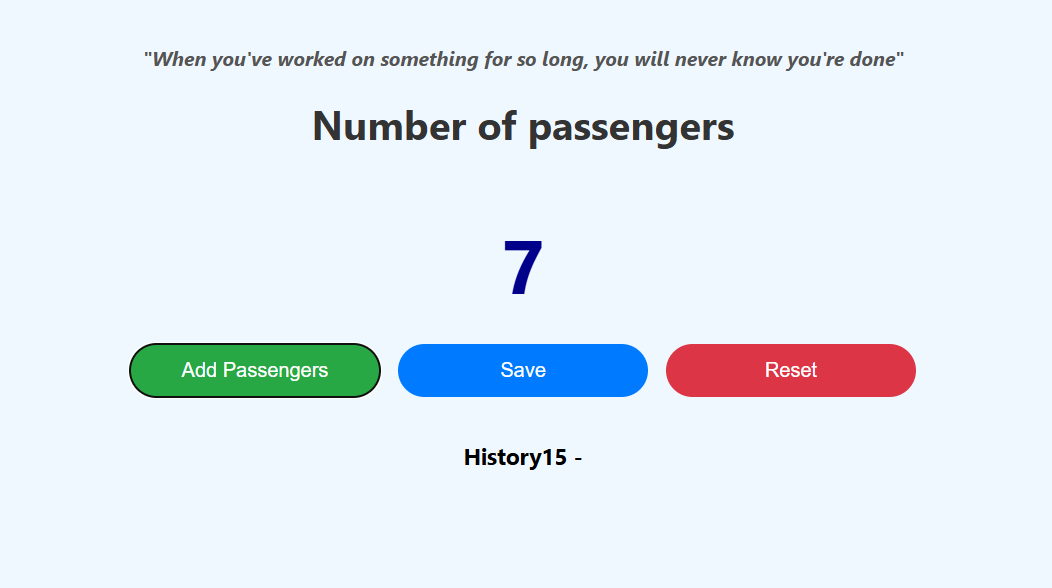 "When you've worked on something for so long, you will never know you're done"
Number of passengers
7
Add Passengers
Save
Reset
History15 -